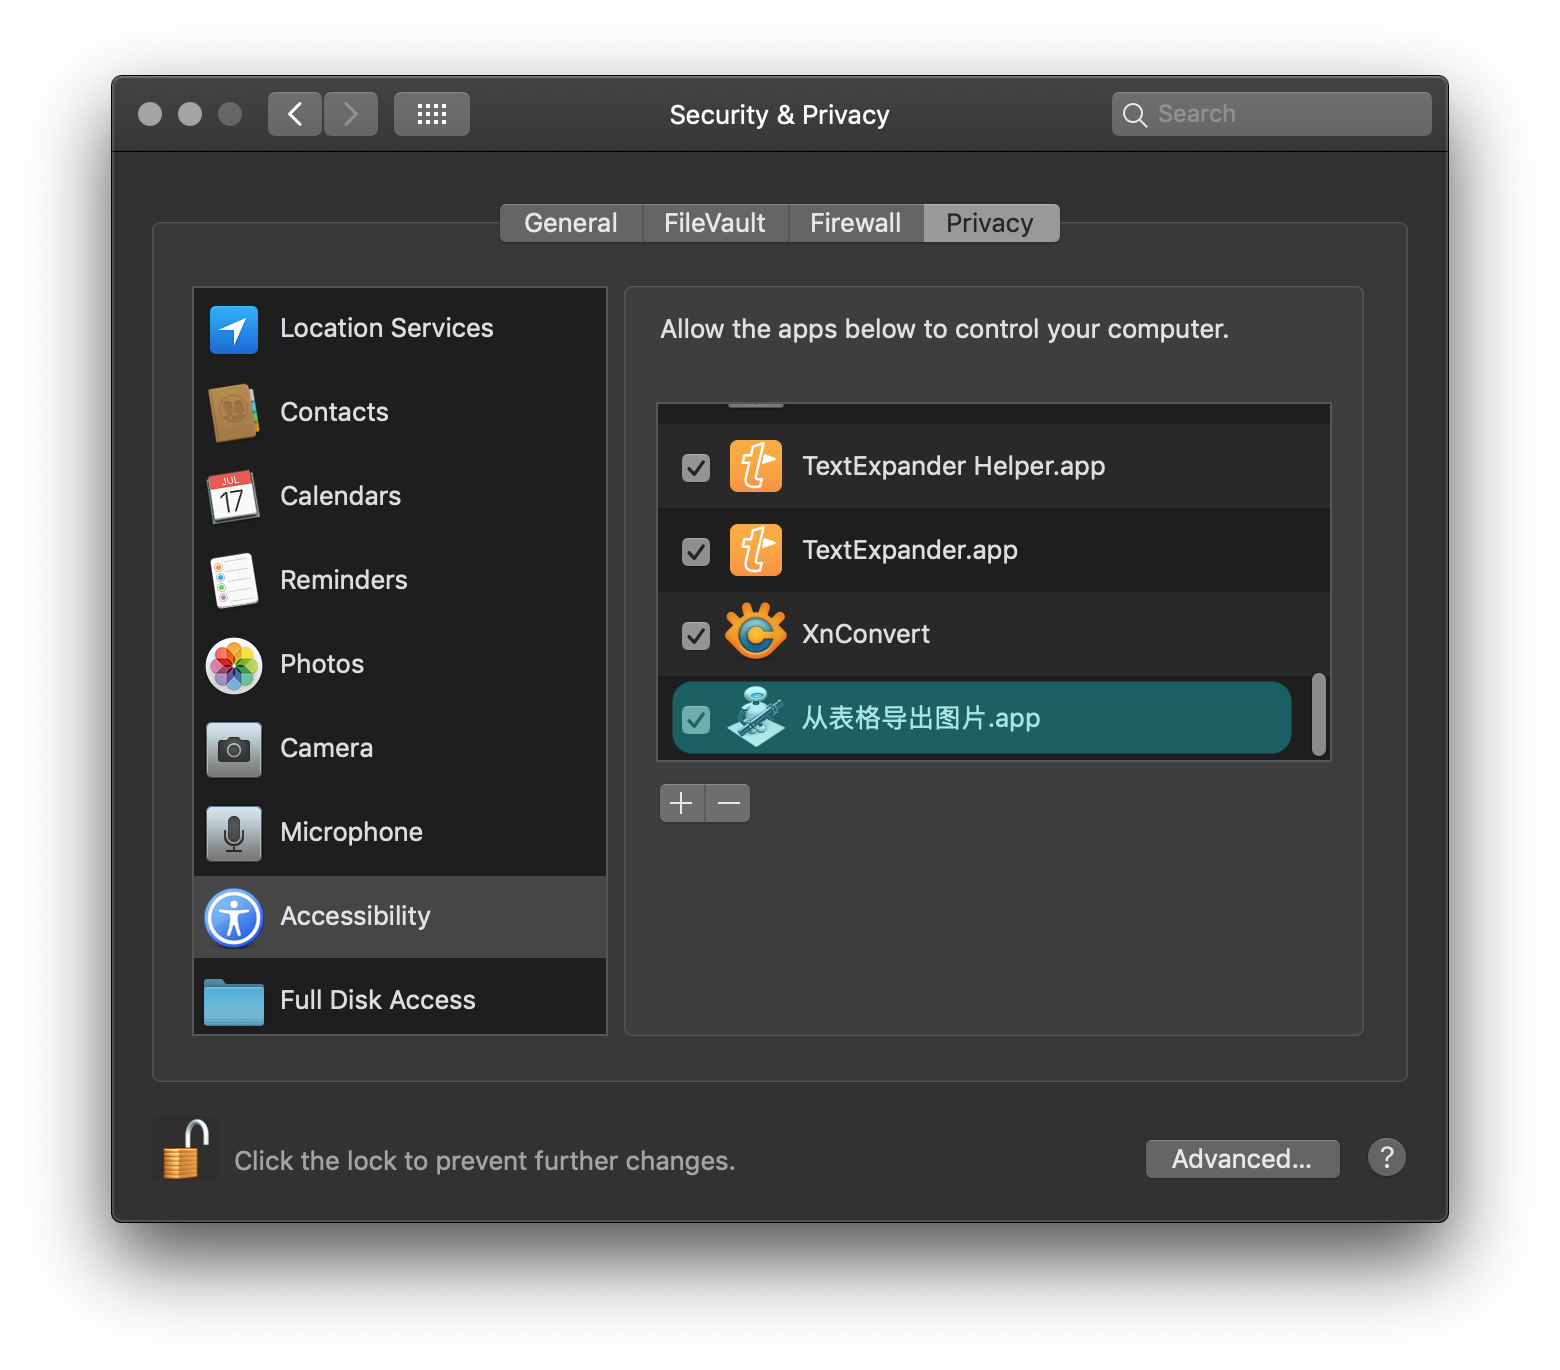 Security & Privacy
Search
General
FileVault
Firewall
Privacy
Location Services
Contacts
JUL
17
Calendars
Reminders
Photos
Camera
Microphone
Accessibility
Full Disk Access
Allow the apps below to control your computer.
TextExpander Helper.app
TextExpander.app
XnConvert
从表格导出图片.app
Click the lock to prevent further changes.
Advanced...
?